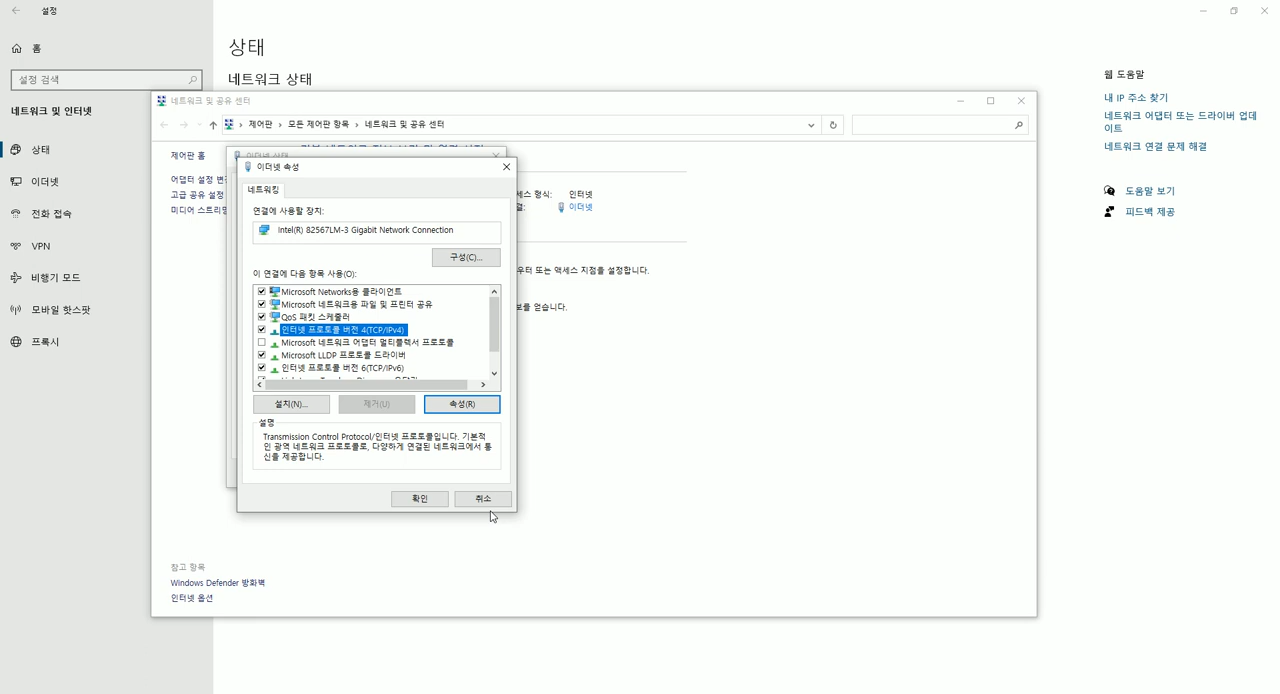 설정
홈
설정 검색
네트워크 및 인터넷
상태
이더넷
전화 접속
VPN
비행기 모드
모바일 핫스팟
프록시
상태
네트워크 상태
웹 도움말
내 IP 주소 찾기
네트워크 어댑터 또는 드라이버 업데
이트
네트워크 연결 문제 해결
도움말 보기
피드백 제공
네트워크 및 공유 센터
제어판 › 모든 제어판 항목 › 네트워크 및 공유 센터
제어판 홈
어댑터 설정 변경
고급 공유 설정
미디어 스트리밍
세스 형식: 인터넷
결: 이더넷
우터 또는 액세스 지점을 설정합니다.
보를 얻습니다.
참고 항목
Windows Defender 방화벽
인터넷 옵션
이더넷 상태
이더넷 속성
네트워킹
연결에 사용할 장치:
Intel(R) 82567LM-3 Gigabit Network Connection
구성(C)...
이 연결에 다음 항목 사용(O):
Microsoft Networks용 클라이언트
Microsoft 네트워크용 파일 및 프린터 공유
QoS 패킷 스케줄러
인터넷 프로토콜 버전 4(TCP/IPv4)
Microsoft 네트워크 어댑터 멀티플렉서 프로토콜
Microsoft LLDP 프로토콜 드라이버
인터넷 프로토콜 버전 6(TCP/IPv6)
설치(N)...
제거(U)
속성(R)
설명
Transmission Control Protocol/인터넷 프로토콜입니다. 기본적
인 광역 네트워크 프로토콜로, 다양하게 연결된 네트워크에서 통
신을 제공합니다.
확인
취소